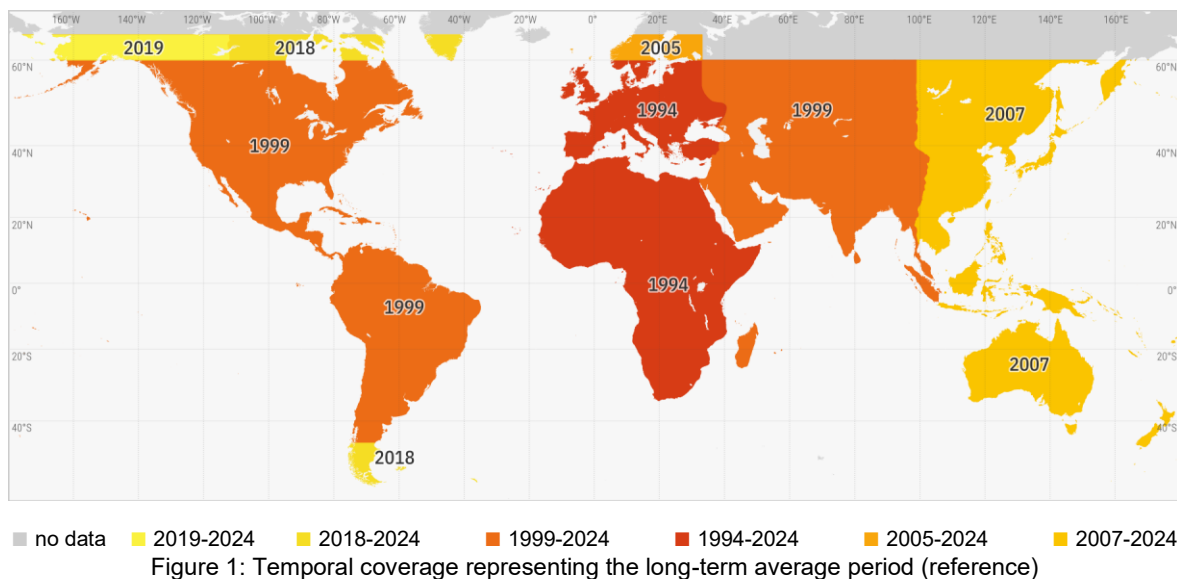 160°W 140°W 120°W 100°W 80°W 60°W 40°W 20°W 0° 20°E 40°E 60°E 80°E 100°E 120°E 140°E 160°E
2019 2018 2005
60°N 60°N
1994 1999 2007
1999
40°N 40°N
20°N 20°N
0° 1994 0°
1999
20°S 2007 20°S
40°S 40°S
2018
no data 2019-2024 2018-2024 1999-2024 1994-2024 2005-2024 2007-2024
Figure 1: Temporal coverage representing the long-term average period (reference)